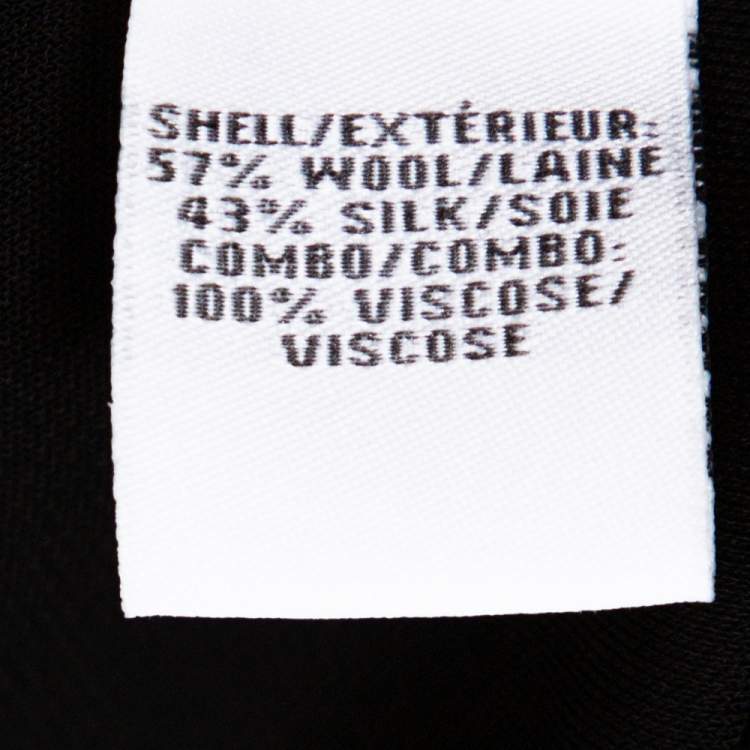 SHELL/EXTÉRIEUR:
57% WOOL/LAINE
43% SILK/SOIE
COMBO/COMBO:
100% VISCOSE/
VISCOSE